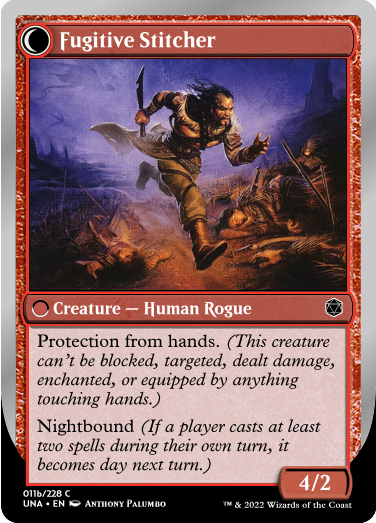 Fugitive Stitcher
Creature — Human Rogue
Protection from hands. (This creature
can't be blocked, targeted, dealt damage,
enchanted, or equipped by anything
touching hands.)
Nightbound (If a player casts at least
two spells during their own turn, it
becomes day next turn.)
4/2
011b/228 C
UNA • EN Anthony Palumbo
™ & 2022 Wizards of the Coast